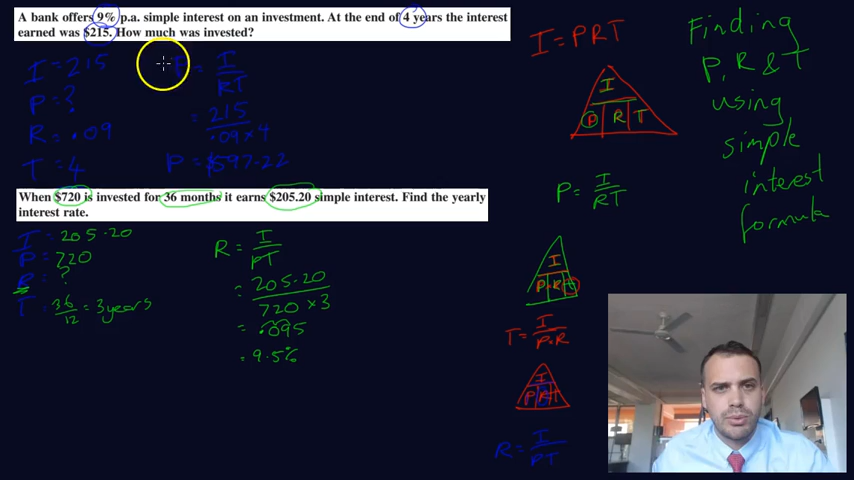 A bank offers 9% p.a. simple interest on an investment. At the end of 4 years the interest
earned was $215. How much was invested?
I = 215
P = ?
R = .09
T = 4
P = I
RT
= 215
.09 × 4
P = $597.22
When $720 is invested for 36 months it earns $205.20 simple interest. Find the yearly
interest rate.
I = 205.20
P = 720
R = ?
T = 36/12 = 3 years
R = I
PT
= 205.20
720 × 3
= .095
= 9.5%
I = PRT
I
P R T
P = I
RT
I
P R T
T = I
P.R
I
P R T
R = I
PT
Finding
P, R & T
using
simple
interest
formula